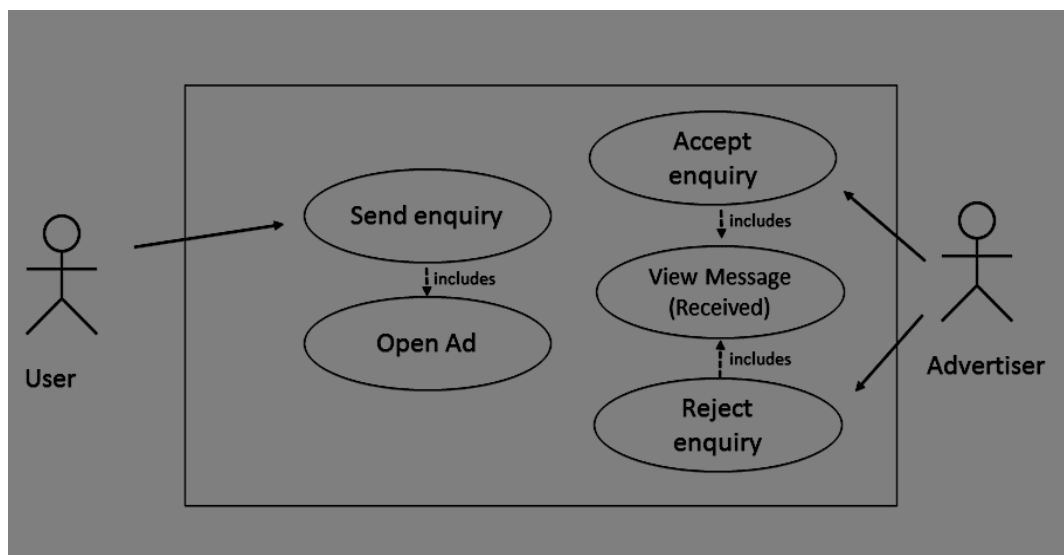 Accept
enquiry
Send enquiry
includes
includes
View Message
(Received)
Open Ad
includes
User
Advertiser
Reject
enquiry